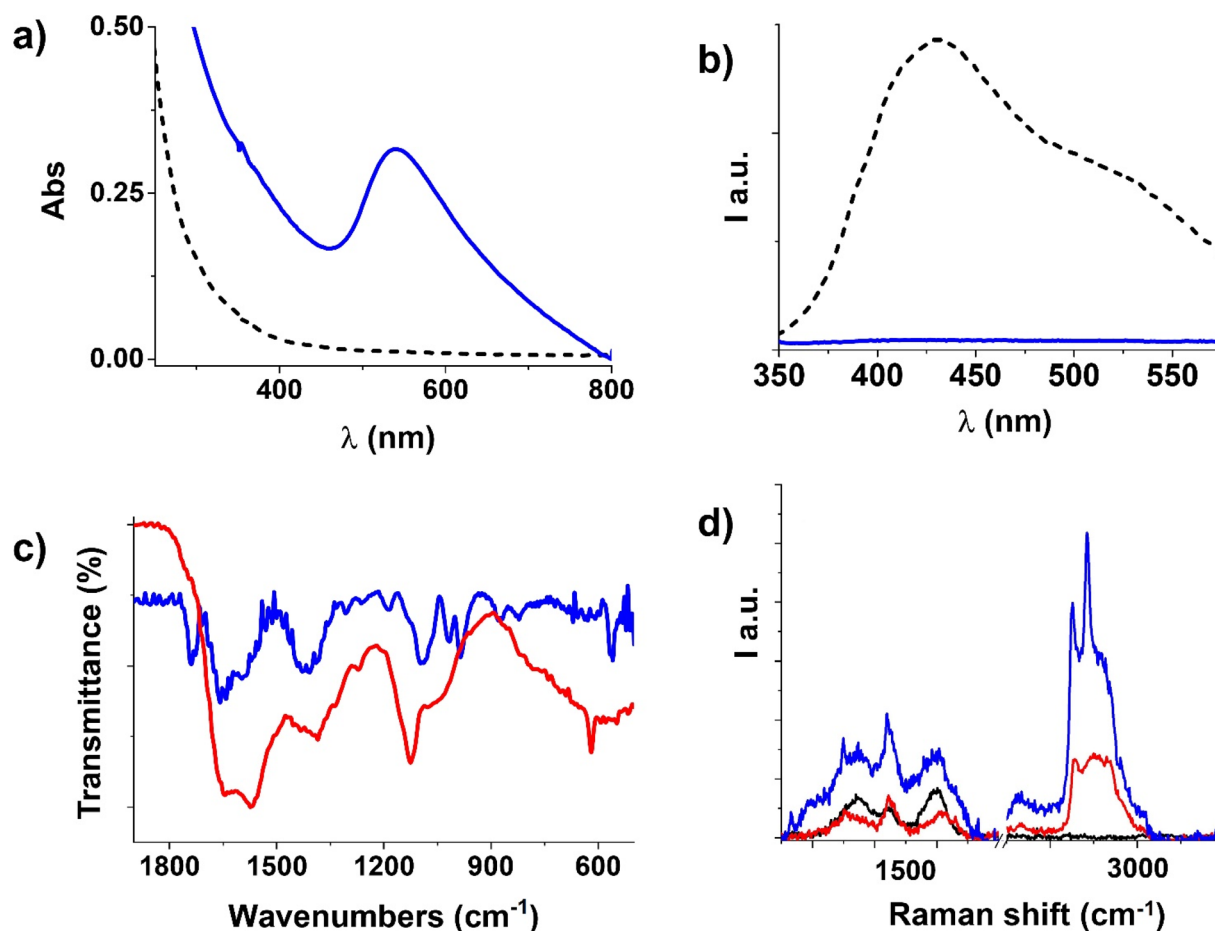 a)
0.50
0.25
0.00
Abs
400
600
800
λ (nm)
b)
I a.u.
350
400
450
500
550
λ (nm)
c)
Transmittance (%)
1800
1500
1200
900
600
Wavenumbers (cm-1)
d)
I a.u.
1500
3000
Raman shift (cm-1)